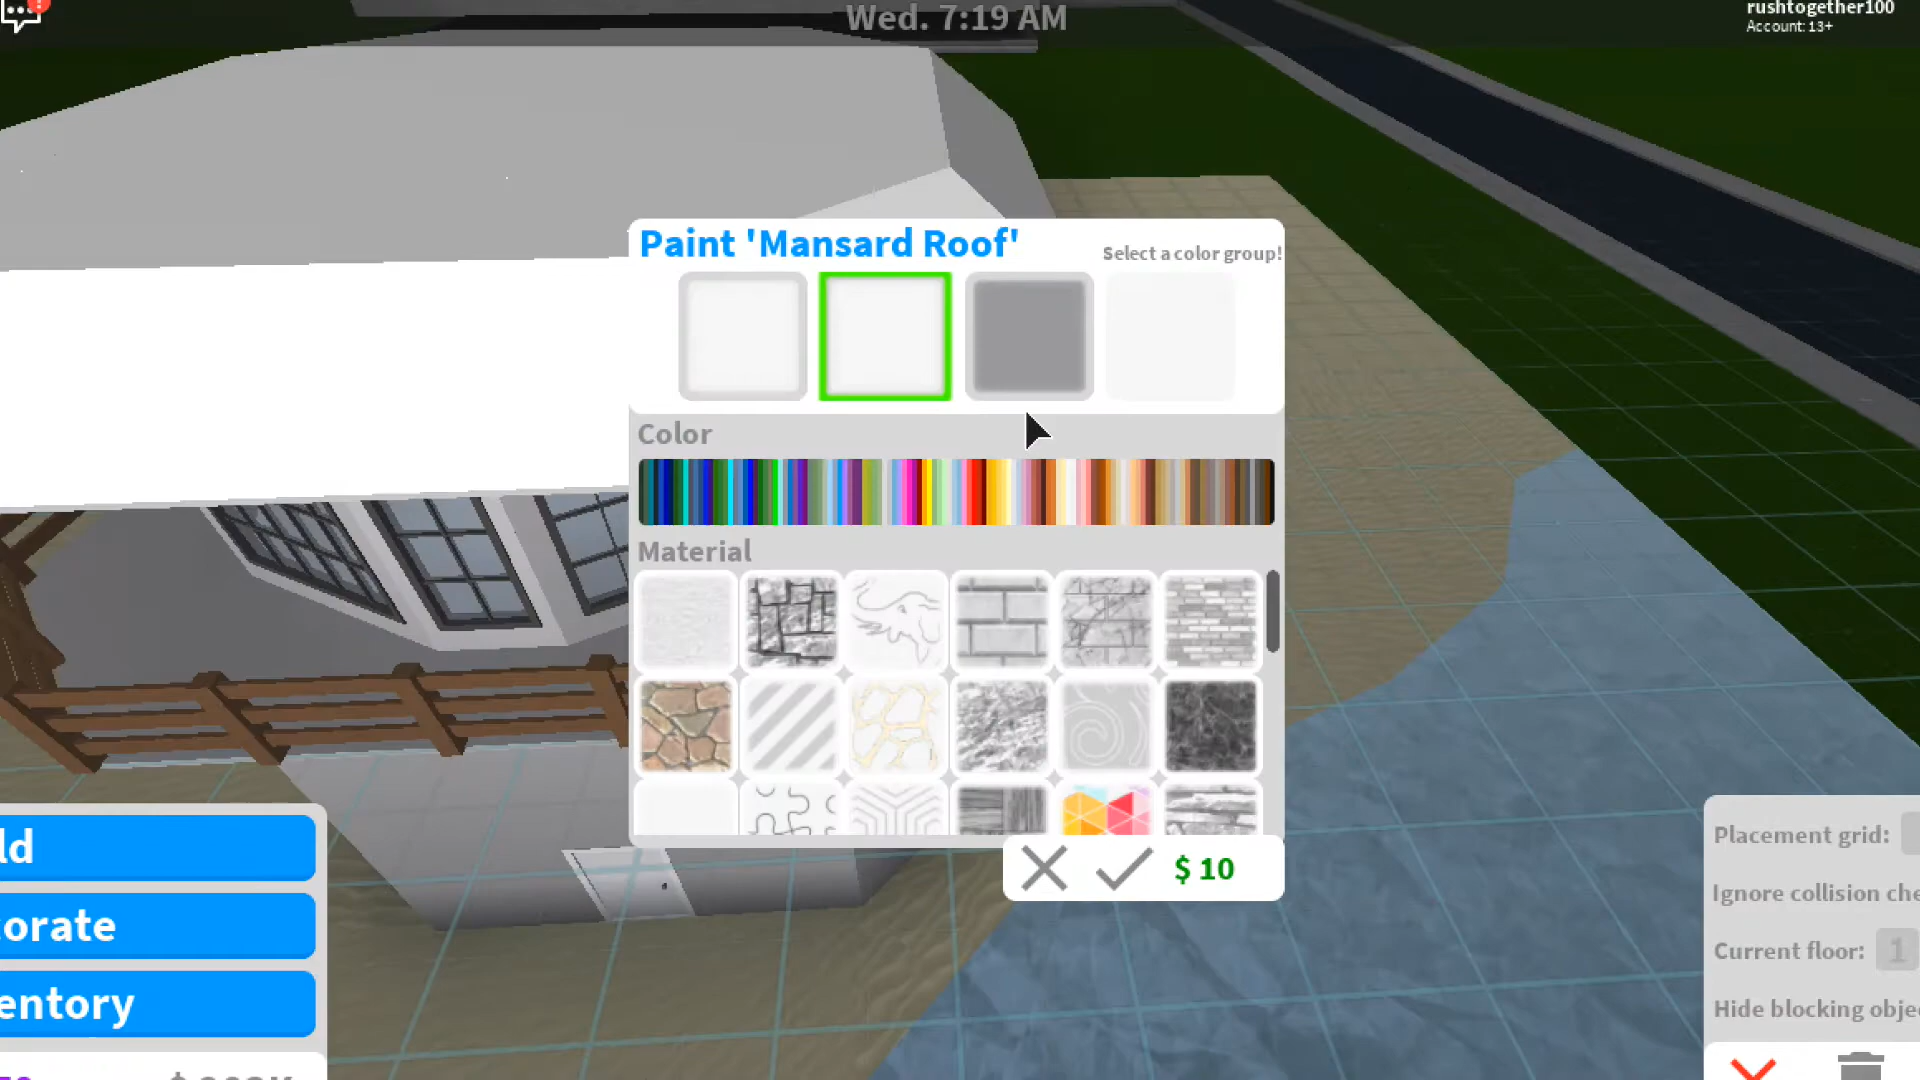 Wed. 7:19 AM
rushtogether100
Account: 13+
Paint 'Mansard Roof'
Select a color group!
Color
Material
$ 10
ld
orate
entory
Placement grid:
Ignore collision che
Current floor: 1
Hide blocking obje